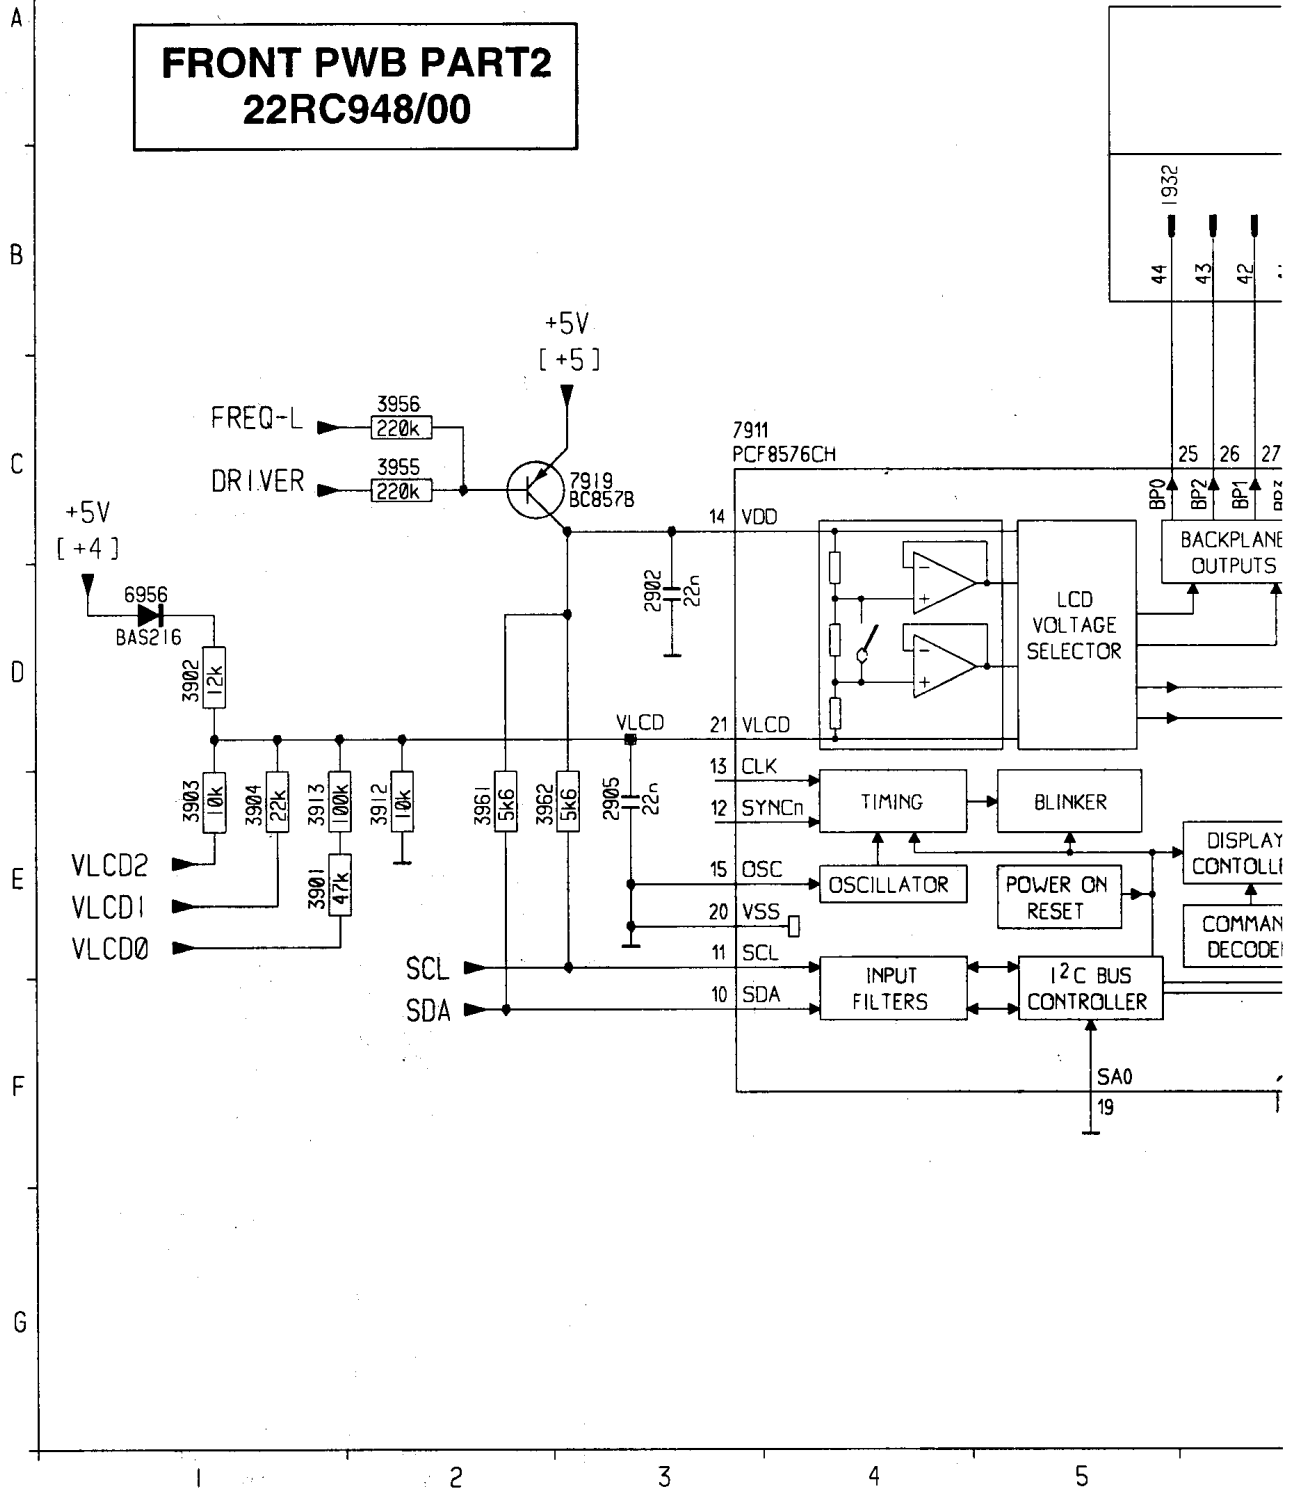 A
FRONT PWB PART2
22RC948/00
1932
B
44
43
42
+5V
[ +5 ]
3956
FREQ-L
220k
7911
PCF8576CH
C
3955
DRIVER
220k
7919
BC857B
25
26
27
BP0
BP2
BP1
+5V
[ +4 ]
14
VDD
BACKPLANE
OUTPUTS
6956
BAS216
2902
22n
LCD
VOLTAGE
SELECTOR
D
3902
12k
VLCD
21
VLCD
13
CLK
3903
10k
3904
22k
3913
100k
3912
10k
3961
5k6
3962
5k6
2905
22n
12
SYNCn
TIMING
BLINKER
VLCD2
E
3901
47k
VLCD1
VLCD0
15
OSC
OSCILLATOR
POWER ON
RESET
DISPLAY
CONTOLLE
20
VSS
COMMAN
DECODE
SCL
11
SCL
INPUT
FILTERS
I²C BUS
CONTROLLER
SDA
10
SDA
F
SA0
19
G
1
2
3
4
5